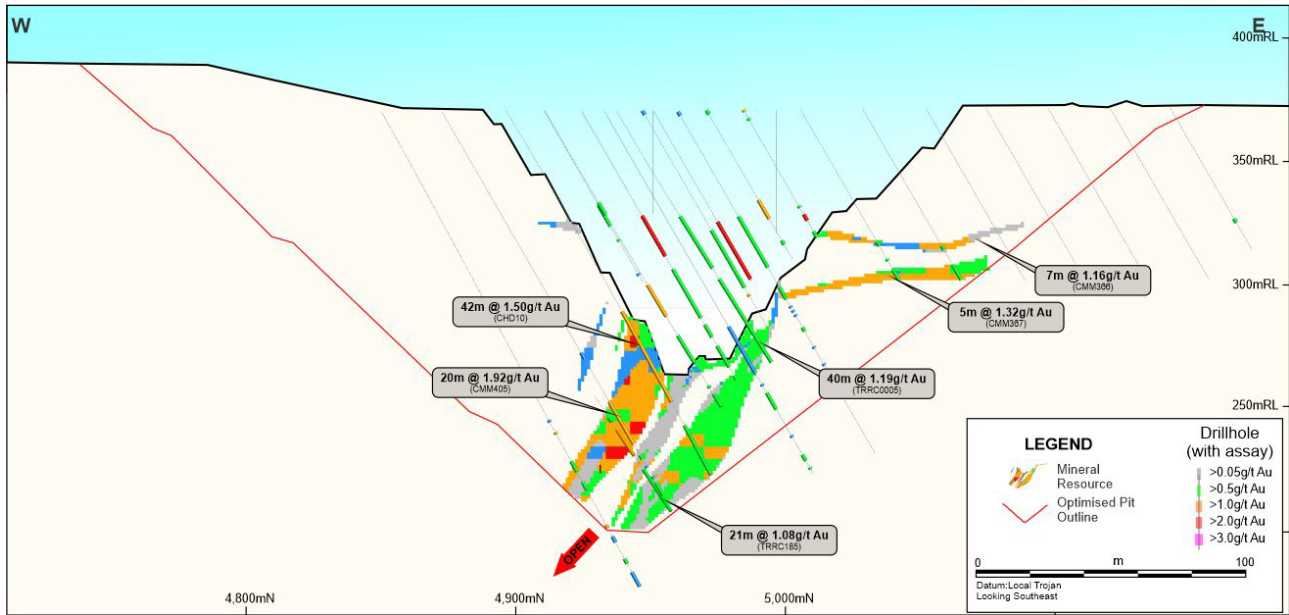 W
E
400mRL
350mRL
300mRL
250mRL
7m @ 1.16g/t Au
(CMM366)
5m @ 1.32g/t Au
(CMM367)
42m @ 1.50g/t Au
(CHD10)
20m @ 1.92g/t Au
(CMM405)
40m @ 1.19g/t Au
(TRRC0005)
21m @ 1.08g/t Au
(TRRC185)
OPEN
LEGEND
Mineral
Resource
Optimised Pit
Outline
Drillhole
(with assay)
>0.05g/t Au
>0.5g/t Au
>1.0g/t Au
>2.0g/t Au
>3.0g/t Au
0 m 100
Datum:Local Trojan
Looking Southeast
4,800mN 4,900mN 5,000mN